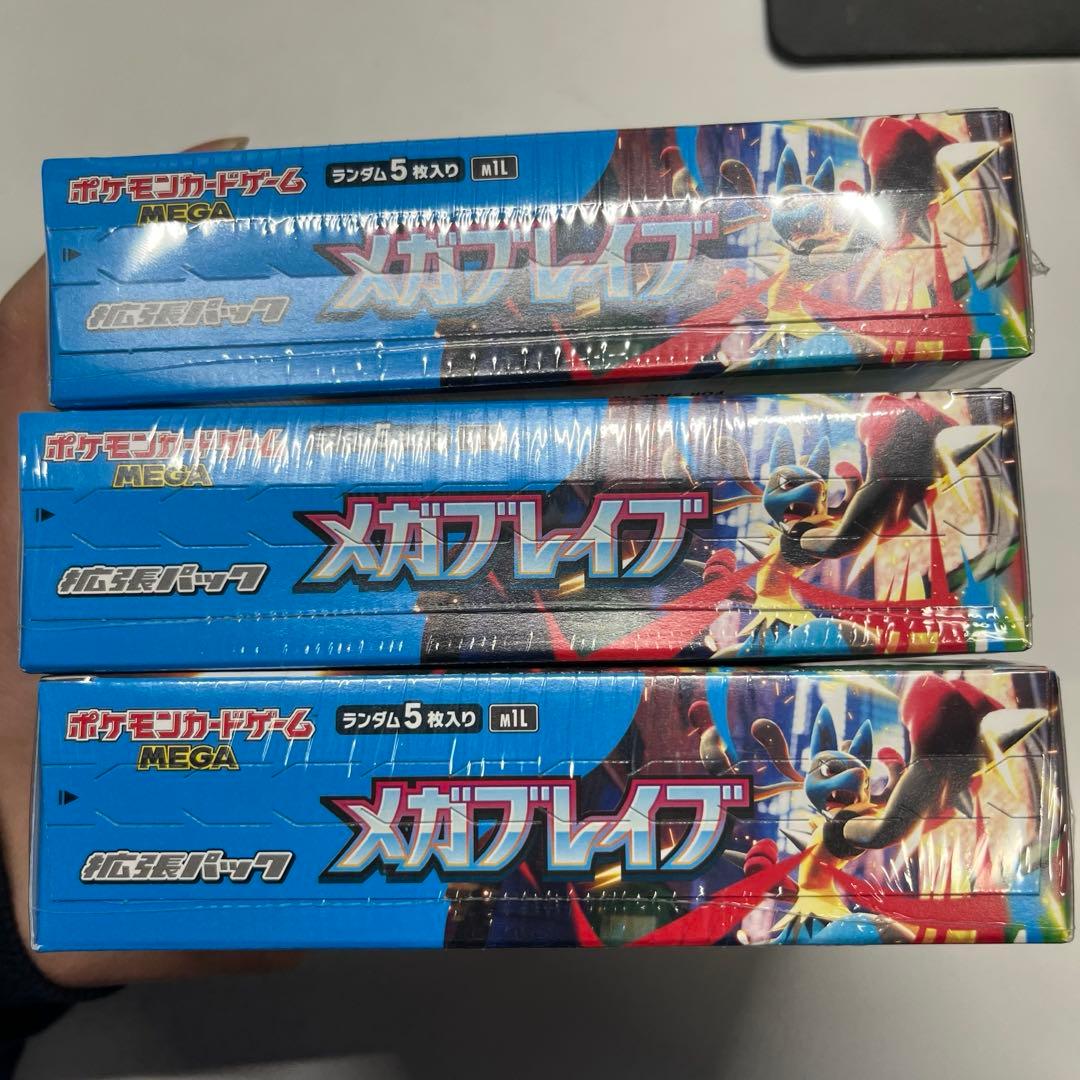 ポケモンカードゲーム
MEGA
ランダム5枚入り M1L
メガブレイブ
拡張パック
ポケモンカードゲーム
MEGA
メガブレイブ
拡張パック
ポケモンカードゲーム
MEGA
ランダム5枚入り M1L
メガブレイブ
拡張パック